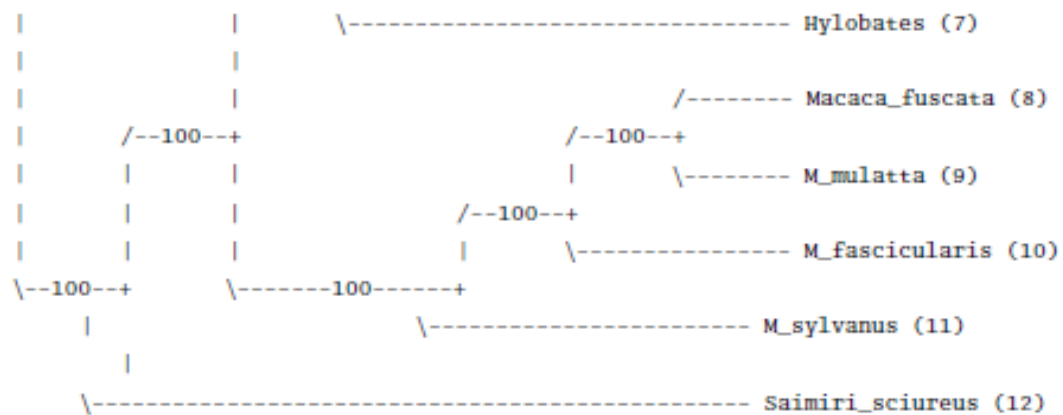 |                |       \--------------------------------- Hylobates (7)
|                |
|                |                                /-------- Macaca_fuscata (8)
|       /--100--+                        /--100--+
|       |       |                        |       \-------- M_mulatta (9)
|       |       |                /--100--+
|       |       |                |       \---------------- M_fascicularis (10)
\--100--+       \-------100------+
     |                        \------------------------ M_sylvanus (11)
        |
     \------------------------------------------------- Saimiri_sciureus (12)